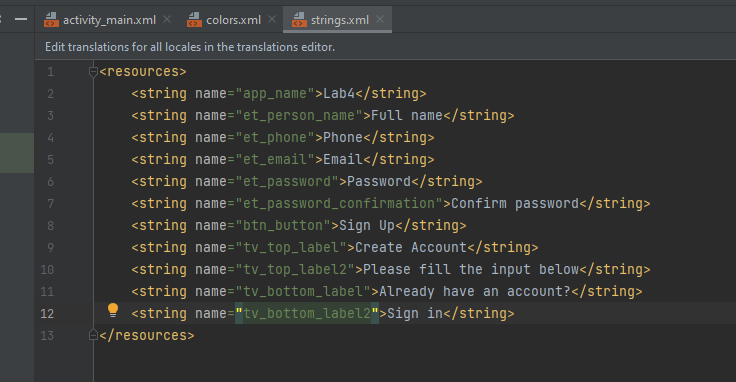 activity_main.xml colors.xml strings.xml
Edit translations for all locales in the translations editor.
1 <resources>
2 <string name="app_name">Lab4</string>
3 <string name="et_person_name">Full name</string>
4 <string name="et_phone">Phone</string>
5 <string name="et_email">Email</string>
6 <string name="et_password">Password</string>
7 <string name="et_password_confirmation">Confirm password</string>
8 <string name="btn_button">Sign Up</string>
9 <string name="tv_top_label">Create Account</string>
10 <string name="tv_top_label2">Please fill the input below</string>
11 <string name="tv_bottom_label">Already have an account?</string>
12 <string name="tv_bottom_label2">Sign in</string>
13 </resources>